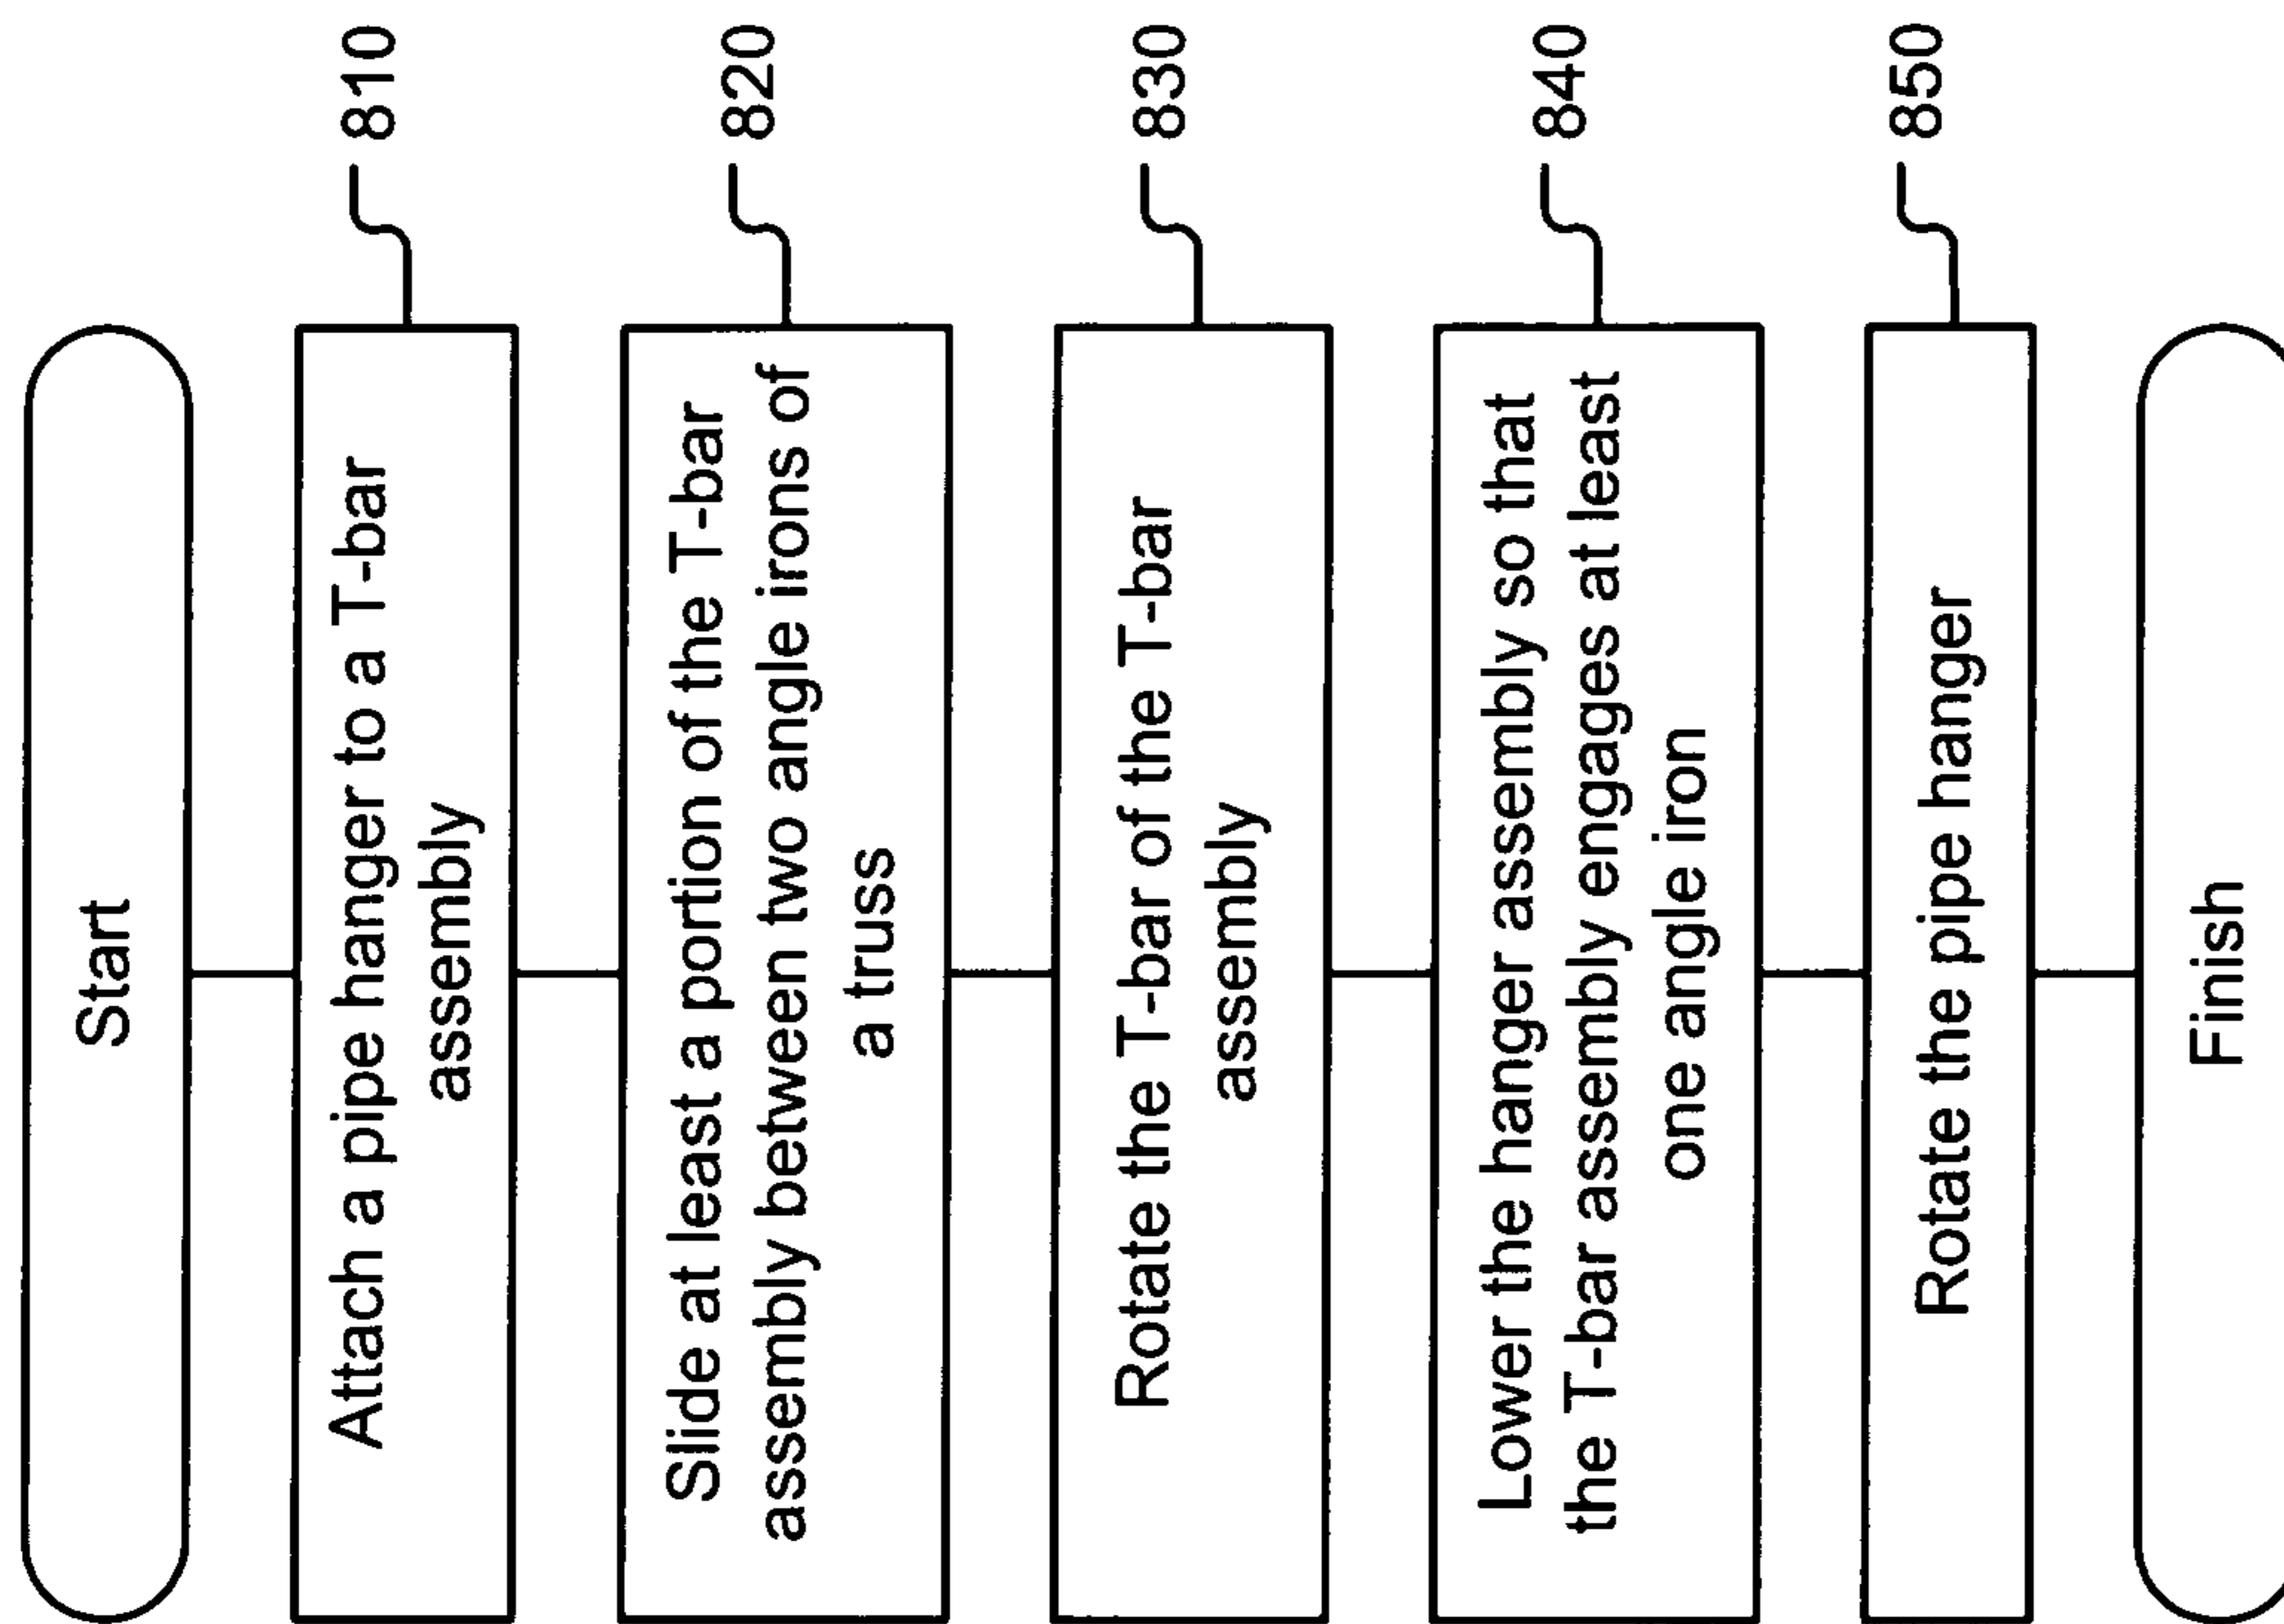 Start
Attach a pipe hanger to a T-bar
assembly
810
Slide at least a portion of the T-bar
assembly between two angle irons of
a truss
820
Rotate the T-bar of the T-bar
assembly
830
Lower the hanger assembly so that
the T-bar assembly engages at least
one angle iron
840
Rotate the pipe hanger
850
Finish